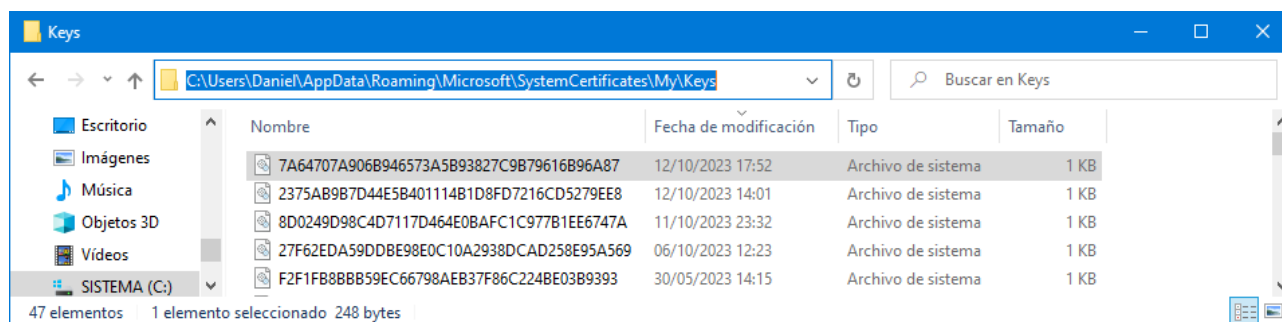 Keys
C:\Users\Daniel\AppData\Roaming\Microsoft\SystemCertificates\My\Keys
Buscar en Keys
Escritorio
Imágenes
Música
Objetos 3D
Vídeos
SISTEMA (C:)
Nombre Fecha de modificación Tipo Tamaño
7A64707A906B946573A5B93827C9B79616B96A87 12/10/2023 17:52 Archivo de sistema 1 KB
2375AB9B7D44E5B401114B1D8FD7216CD5279EE8 12/10/2023 14:01 Archivo de sistema 1 KB
8D0249D98C4D7117D464E0BAFC1C977B1EE6747A 11/10/2023 23:32 Archivo de sistema 1 KB
27F62EDA59DDBE98E0C10A2938DCAD258E95A569 06/10/2023 12:23 Archivo de sistema 1 KB
F2F1FB8BBB59EC66798AEB37F86C224BE03B9393 30/05/2023 14:15 Archivo de sistema 1 KB
47 elementos 1 elemento seleccionado 248 bytes